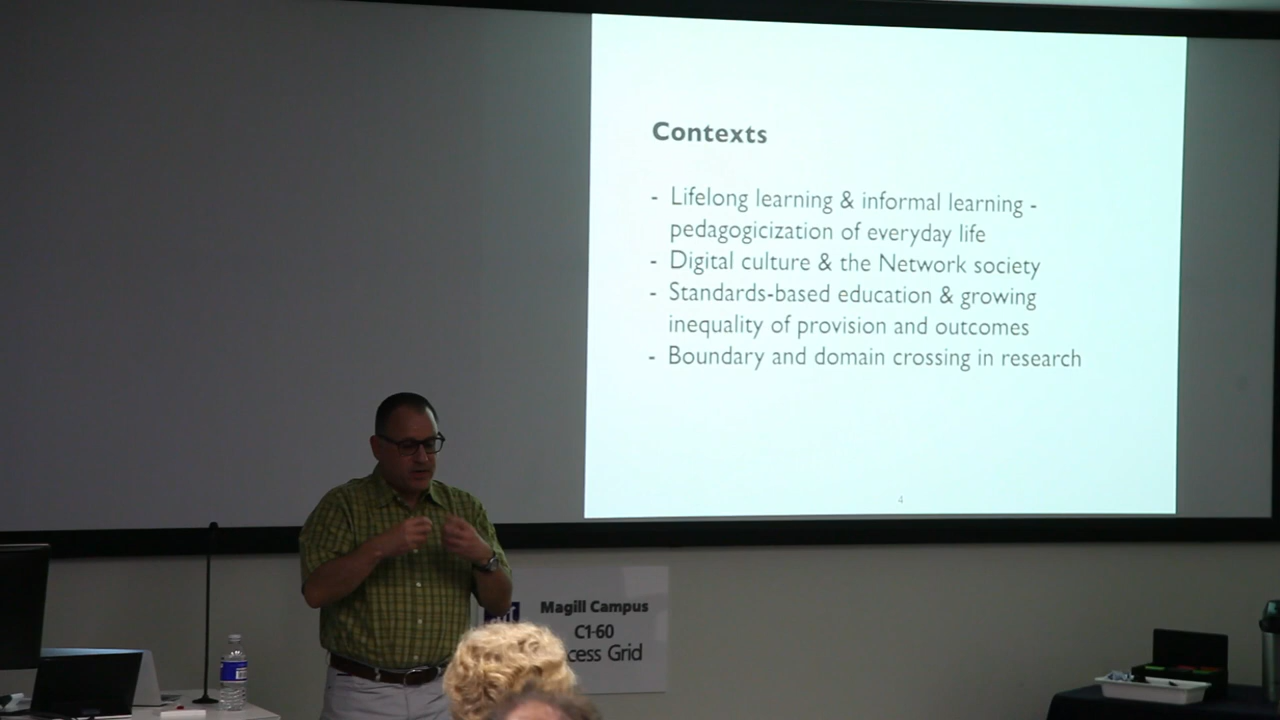 Contexts
- Lifelong learning & informal learning -
pedagogicization of everyday life
- Digital culture & the Network society
- Standards-based education & growing
inequality of provision and outcomes
- Boundary and domain crossing in research
4
Magill Campus
C1-60
cess Grid